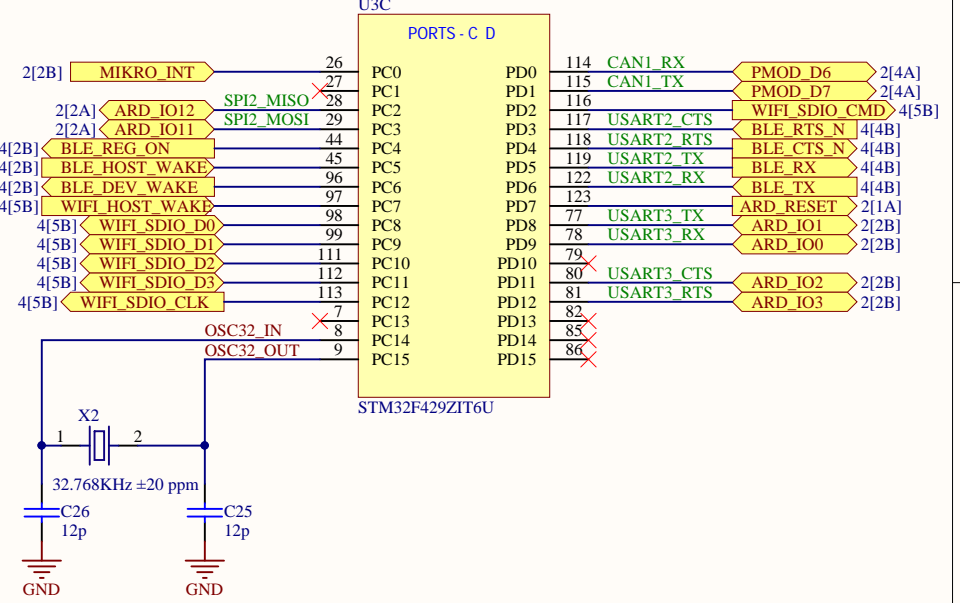 U3C
PORTS-C D
2[2B] MIKRO_INT 26 PC0 PD0 114 CAN1_RX PMOD_D6 2[4A]
27 PC1 PD1 115 CAN1_TX PMOD_D7 2[4A]
2[2A] ARD_IO12 SPI2_MISO 28 PC2 PD2 116 WIFI_SDIO_CMD 4[5B]
2[2A] ARD_IO11 SPI2_MOSI 29 PC3 PD3 117 USART2_CTS BLE_RTS_N 4[4B]
4[2B] BLE_REG_ON 44 PC4 PD4 118 USART2_RTS BLE_CTS_N 4[4B]
4[2B] BLE_HOST_WAKE 45 PC5 PD5 119 USART2_TX BLE_RX 4[4B]
4[2B] BLE_DEV_WAKE 96 PC6 PD6 122 USART2_RX BLE_TX 4[4B]
4[5B] WIFI_HOST_WAKE 97 PC7 PD7 123 ARD_RESET 2[1A]
4[5B] WIFI_SDIO_D0 98 PC8 PD8 77 USART3_TX ARD_IO1 2[2B]
4[5B] WIFI_SDIO_D1 99 PC9 PD9 78 USART3_RX ARD_IO0 2[2B]
4[5B] WIFI_SDIO_D2 111 PC10 PD10 79
4[5B] WIFI_SDIO_D3 112 PC11 PD11 80 USART3_CTS ARD_IO2 2[2B]
4[5B] WIFI_SDIO_CLK 113 PC12 PD12 81 USART3_RTS ARD_IO3 2[2B]
7 PC13 PD13 82
OSC32_IN 8 PC14 PD14 85
OSC32_OUT 9 PC15 PD15 86
STM32F429ZIT6U
X2
1 2
32.768KHz ±20 ppm
C26 C25
12p 12p
GND GND